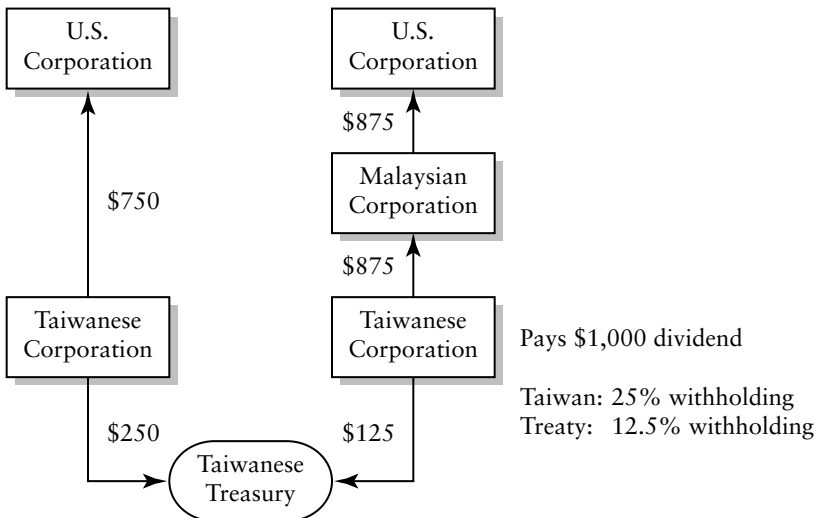 U.S.
Corporation
U.S.
Corporation
$875
Malaysian
Corporation
$750
$875
Taiwanese
Corporation
Taiwanese
Corporation
Pays $1,000 dividend
Taiwan: 25% withholding
Treaty: 12.5% withholding
$250
$125
Taiwanese
Treasury